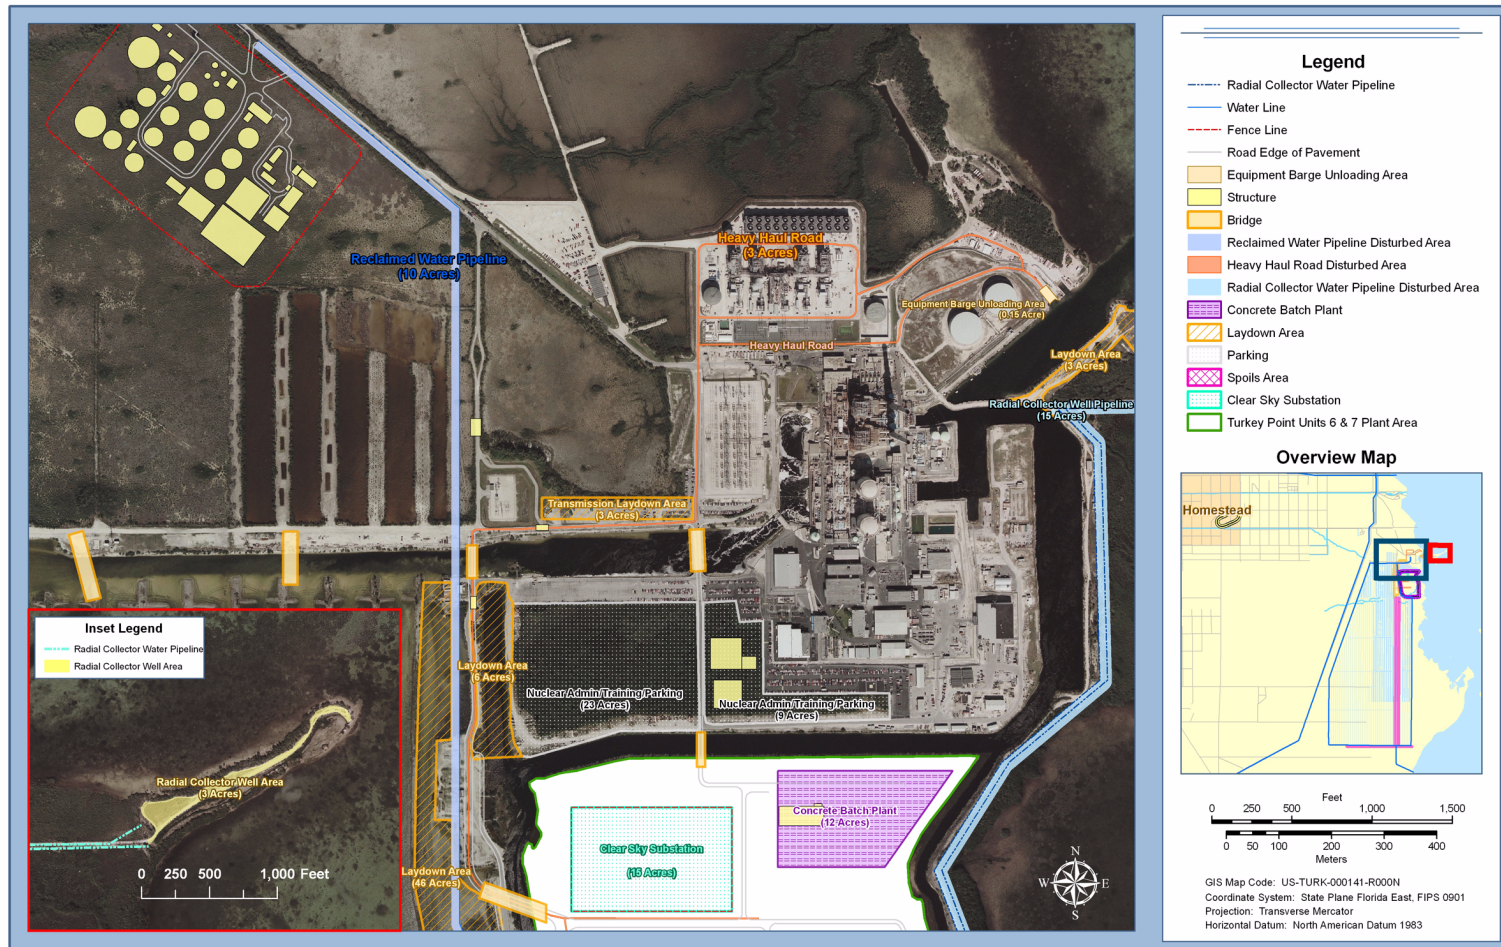 Reclaimed Water Pipeline
(10 Acres)
Heavy Haul Road
(3 Acres)
Equipment Barge Unloading Area
(0.15 Acre)
Heavy Haul Road
Laydown Area
(3 Acres)
Radial Collector Well Pipeline
(15 Acres)
Transmission Laydown Area
(3 Acres)
Laydown Area
(6 Acres)
Nuclear Admin/Training/Parking
(23 Acres)
Nuclear Admin/Training/Parking
(9 Acres)
Concrete Batch Plant
(12 Acres)
Clear Sky Substation
(15 Acres)
Laydown Area
(46 Acres)
N
W
E
S
Inset Legend
Radial Collector Water Pipeline
Radial Collector Well Area
Radial Collector Well Area
(3 Acres)
0 250 500 1,000 Feet
Legend
Radial Collector Water Pipeline
Water Line
Fence Line
Road Edge of Pavement
Equipment Barge Unloading Area
Structure
Bridge
Reclaimed Water Pipeline Disturbed Area
Heavy Haul Road Disturbed Area
Radial Collector Water Pipeline Disturbed Area
Concrete Batch Plant
Laydown Area
Parking
Spoils Area
Clear Sky Substation
Turkey Point Units 6 & 7 Plant Area
Overview Map
Homestead
Feet
0 250 500 1,000 1,500
0 50 100 200 300 400
Meters
GIS Map Code: US-TURK-000141-R000N
Coordinate System: State Plane Florida East, FIPS 0901
Projection: Transverse Mercator
Horizontal Datum: North American Datum 1983